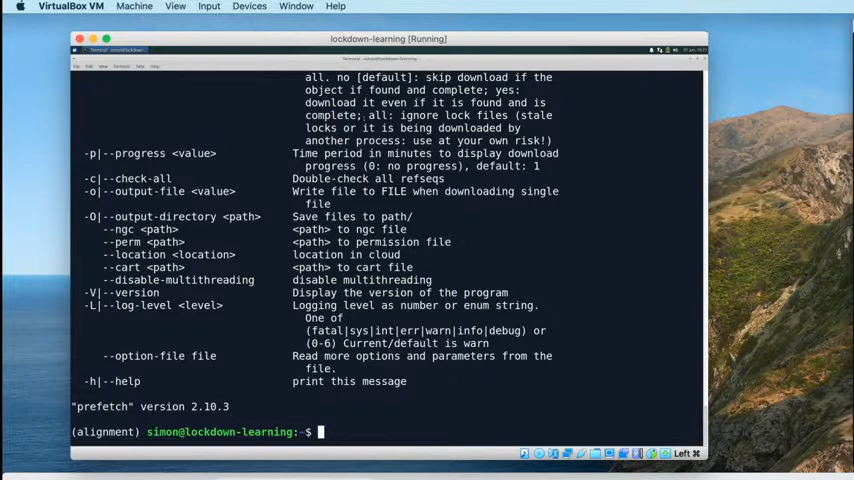 VirtualBox VM Machine View Input Devices Window Help
lockdown-learning [Running]
all. no [default]: skip download if the
object if found and complete; yes:
download it even if it is found and is
complete; all: ignore lock files (stale
locks or it is being downloaded by
another process: use at your own risk!)
-p|--progress <value> Time period in minutes to display download
progress (0: no progress), default: 1
-c|--check-all Double-check all refseqs
-o|--output-file <value> Write file to FILE when downloading single
file
-O|--output-directory <path> Save files to path/
--ngc <path> <path> to ngc file
--perm <path> <path> to permission file
--location <location> location in cloud
--cart <path> <path> to cart file
--disable-multithreading disable multithreading
-V|--version Display the version of the program
-L|--log-level <level> Logging level as number or enum string.
One of
(fatal|sys|int|err|warn|info|debug) or
(0-6) Current/default is warn
--option-file file Read more options and parameters from the
file.
-h|--help print this message
"prefetch" version 2.10.3
(alignment) simon@lockdown-learning:~$
Left ⌘